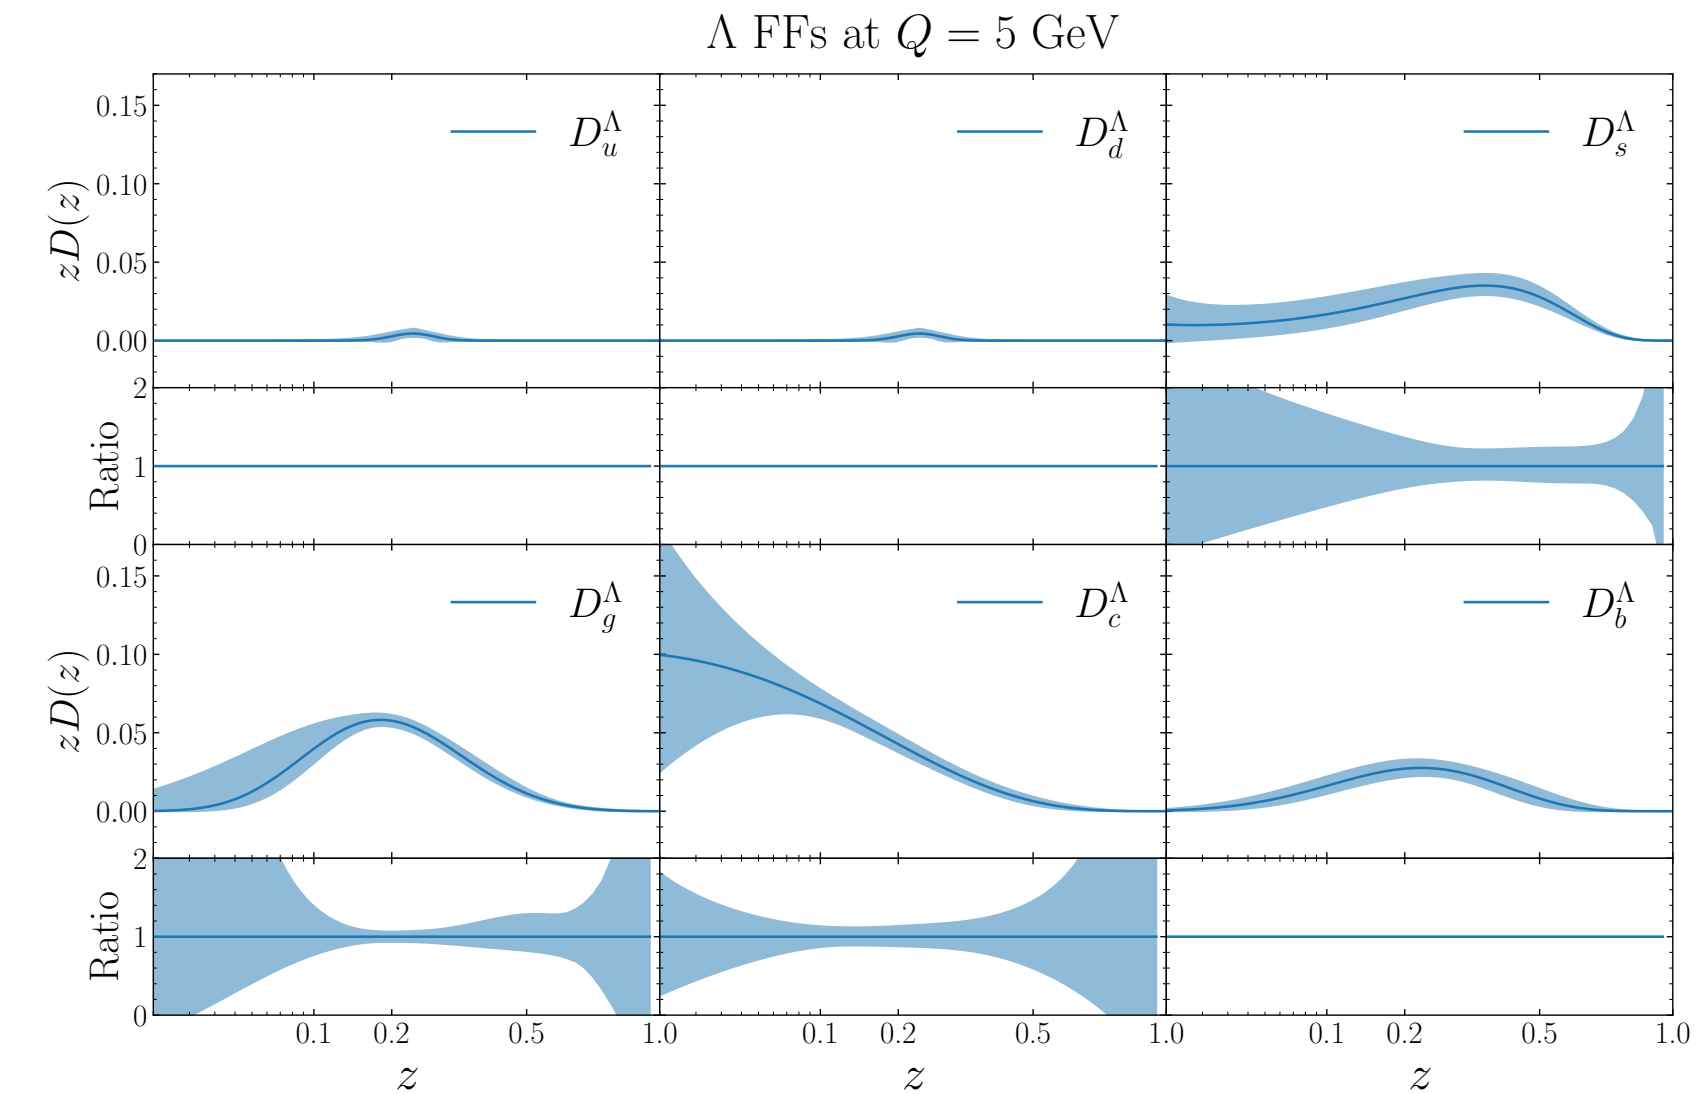 Λ FFs at Q = 5 GeV
zD(z)
0.15
0.10
0.05
0.00
D_u^Λ
D_d^Λ
D_s^Λ
Ratio
2
1
0
zD(z)
0.15
0.10
0.05
0.00
D_g^Λ
D_c^Λ
D_b^Λ
Ratio
2
1
0
0.1 0.2 0.5 1.0 0.1 0.2 0.5 1.0 0.1 0.2 0.5 1.0
z z z